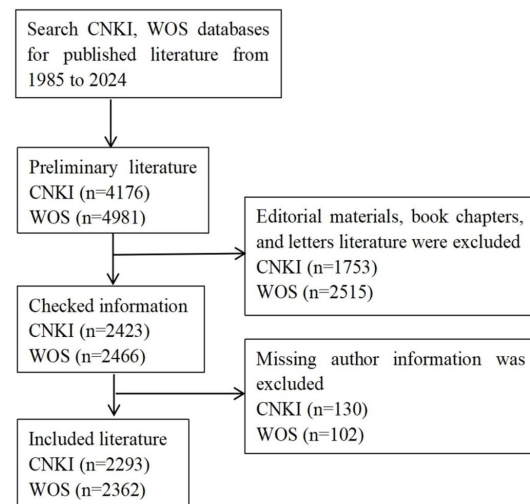 Search CNKI, WOS databases
for published literature from
1985 to 2024
Preliminary literature
CNKI (n=4176)
WOS (n=4981)
Editorial materials, book chapters,
and letters literature were excluded
CNKI (n=1753)
WOS (n=2515)
Checked information
CNKI (n=2423)
WOS (n=2466)
Missing author information was
excluded
CNKI (n=130)
WOS (n=102)
Included literature
CNKI (n=2293)
WOS (n=2362)